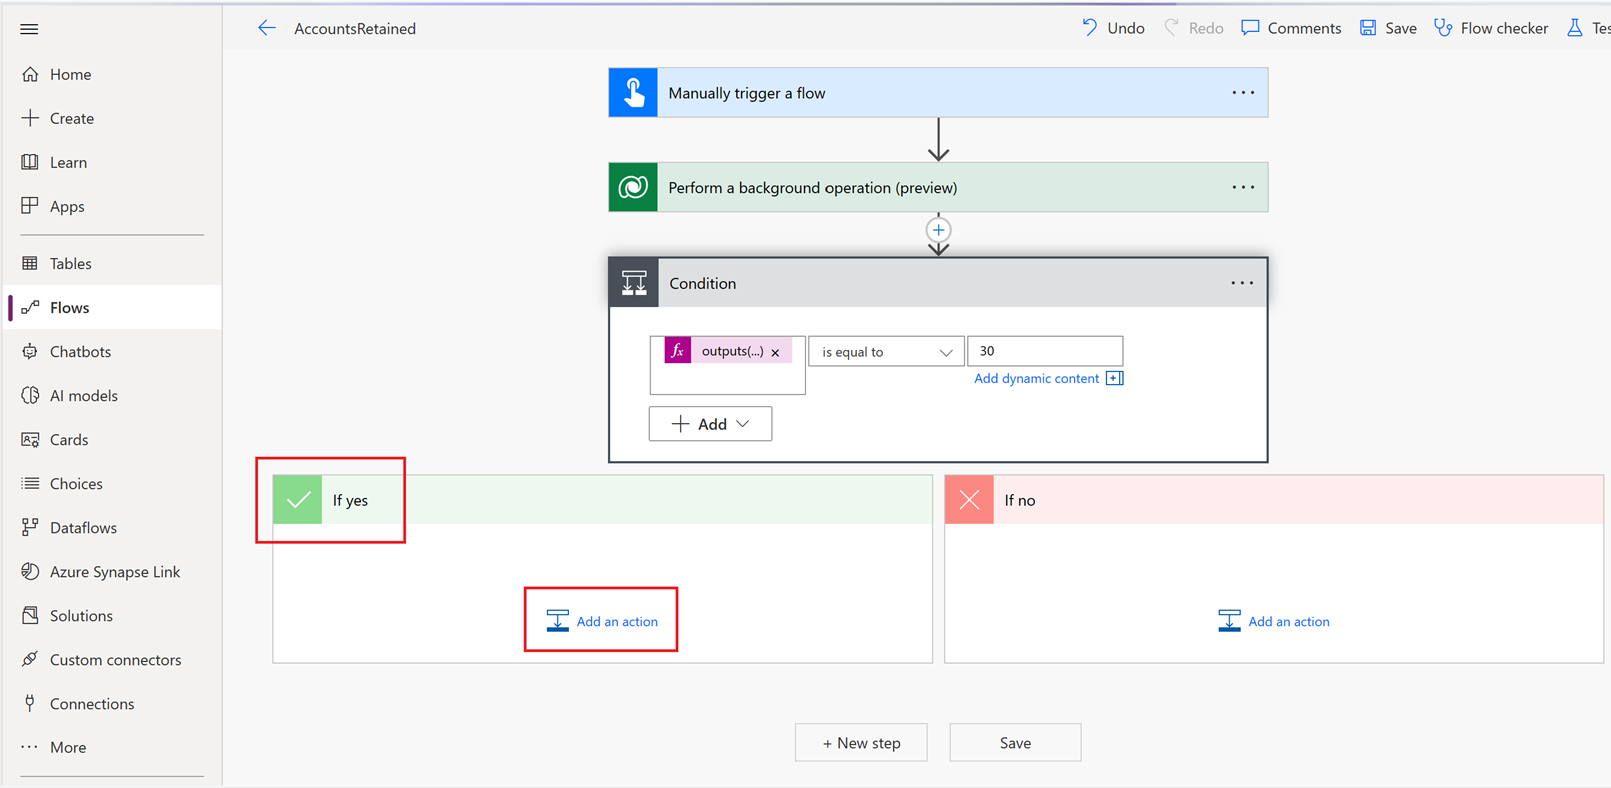 AccountsRetained
Undo
Redo
Comments
Save
Flow checker
Tes
Home
Create
Learn
Apps
Tables
Flows
Chatbots
AI models
Cards
Choices
Dataflows
Azure Synapse Link
Solutions
Custom connectors
Connections
More
Manually trigger a flow
Perform a background operation (preview)
Condition
fx outputs(...) ×
is equal to
30
Add dynamic content
Add
If yes
Add an action
If no
Add an action
+ New step
Save